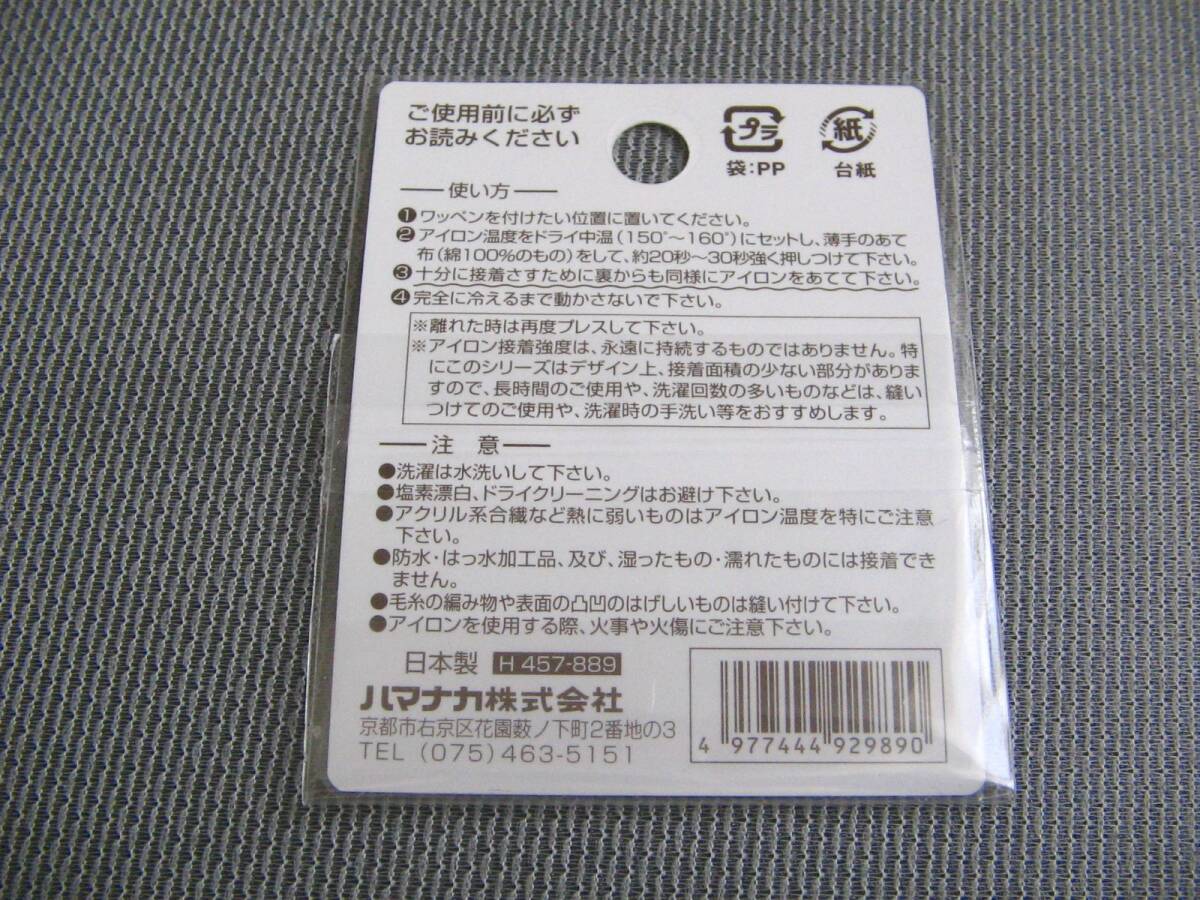 ご使用前に必ず
お読みください
プラ
袋:PP
紙
台紙
使い方
❶ワッペンを付けたい位置に置いてください。
❷アイロン温度をドライ中温(150°〜160°)にセットし、薄手のあて
布(綿100%のもの)をして、約20秒〜30秒強く押しつけて下さい。
❸十分に接着さすために裏からも同様にアイロンをあてて下さい。
❹完全に冷えるまで動かさないで下さい。
※離れた時は再度プレスして下さい。
※アイロン接着強度は、永遠に持続するものではありません。特
にこのシリーズはデザイン上、接着面積の少ない部分がありま
すので、長時間のご使用や、洗濯回数の多いものなどは、縫い
つけてのご使用や、洗濯時の手洗い等をおすすめします。
注 意
●洗濯は水洗いして下さい。
●塩素漂白、ドライクリーニングはお避け下さい。
●アクリル系合繊など熱に弱いものはアイロン温度を特にご注意
下さい。
●防水・はっ水加工品、及び、湿ったもの・濡れたものには接着でき
ません。
●毛糸の編み物や表面の凸凹のはげしいものは縫い付けて下さい。
●アイロンを使用する際、火事や火傷にご注意下さい。
日本製 H 457-889
ハマナカ株式会社
京都市右京区花園薮ノ下町2番地の3
TEL (075) 463-5151
4 977444 929890